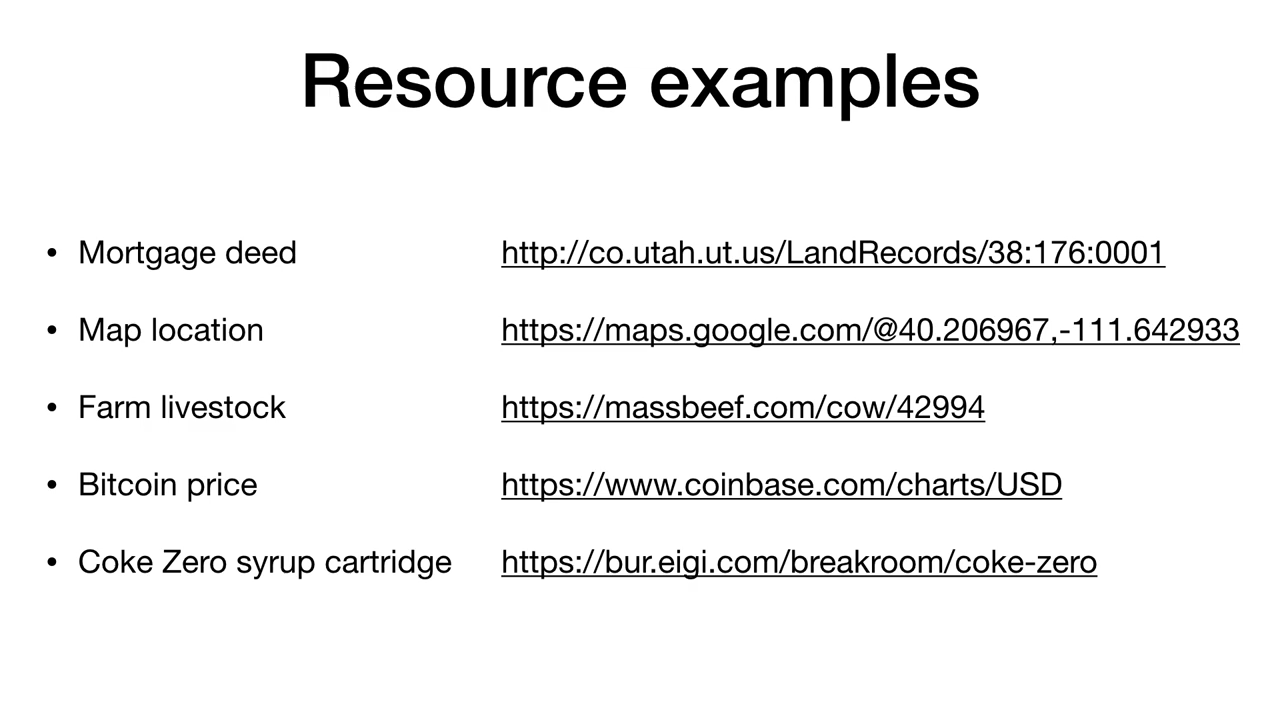 Resource examples
• Mortgage deed http://co.utah.ut.us/LandRecords/38:176:0001
• Map location https://maps.google.com/@40.206967,-111.642933
• Farm livestock https://massbeef.com/cow/42994
• Bitcoin price https://www.coinbase.com/charts/USD
• Coke Zero syrup cartridge https://bur.eigi.com/breakroom/coke-zero